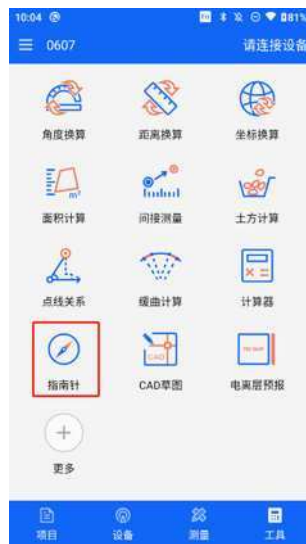 10:04 81%
0607 请连接设备
角度换算 距离换算 坐标换算
m²
面积计算 间接测量 土方计算
点线关系 缓曲计算 计算器
CAD
指南针 CAD草图 电离层预报
更多
项目 设备 测量 工具